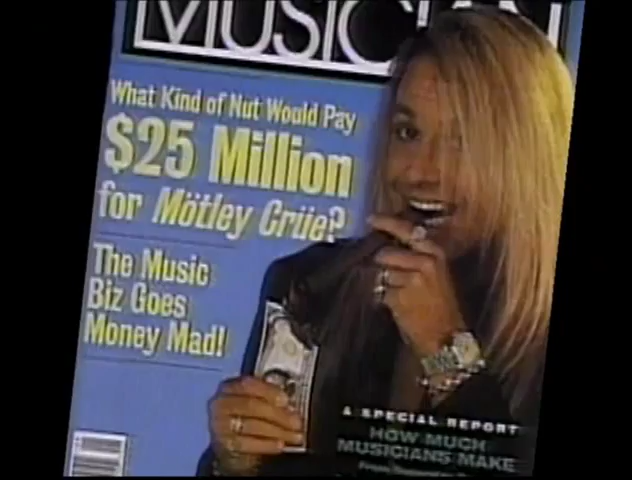 MUSICIAN
What Kind of Nut Would Pay
$25 Million
for Mötley Crüe?
The Music
Biz Goes
Money Mad!
A SPECIAL REPORT
HOW MUCH
MUSICIANS MAKE
From